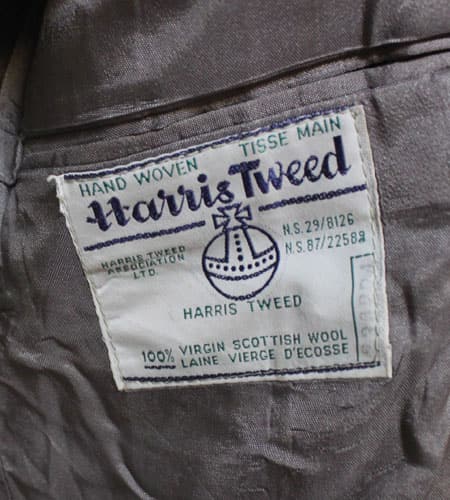 HAND WOVEN TISSE MAIN
Harris Tweed
HARRIS TWEED
ASSOCIATION
LTD.
N.S.29/8126
N.S.87/22589
HARRIS TWEED
100% VIRGIN SCOTTISH WOOL
LAINE VIERGE D'ECOSSE